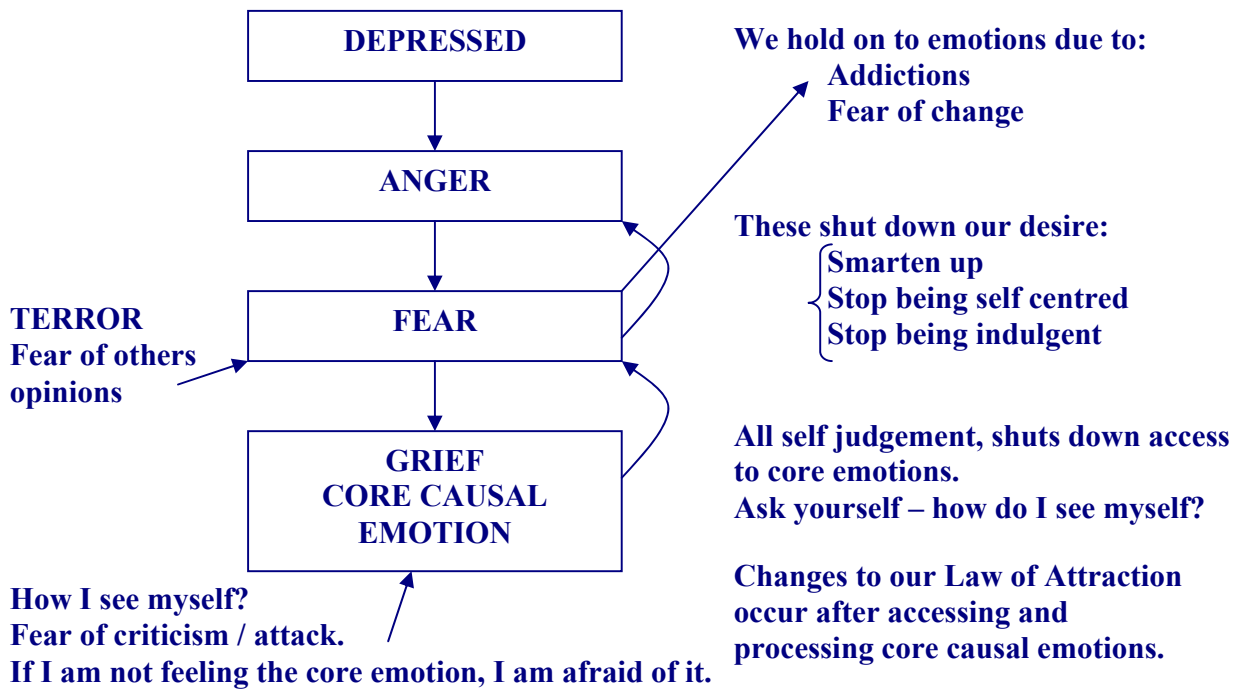 DEPRESSED
ANGER
FEAR
TERROR
Fear of others
opinions
GRIEF
CORE CAUSAL
EMOTION
How I see myself?
Fear of criticism / attack.
If I am not feeling the core emotion, I am afraid of it.
We hold on to emotions due to:
Addictions
Fear of change
These shut down our desire:
Smarten up
Stop being self centred
Stop being indulgent
All self judgement, shuts down access
to core emotions.
Ask yourself – how do I see myself?
Changes to our Law of Attraction
occur after accessing and
processing core causal emotions.